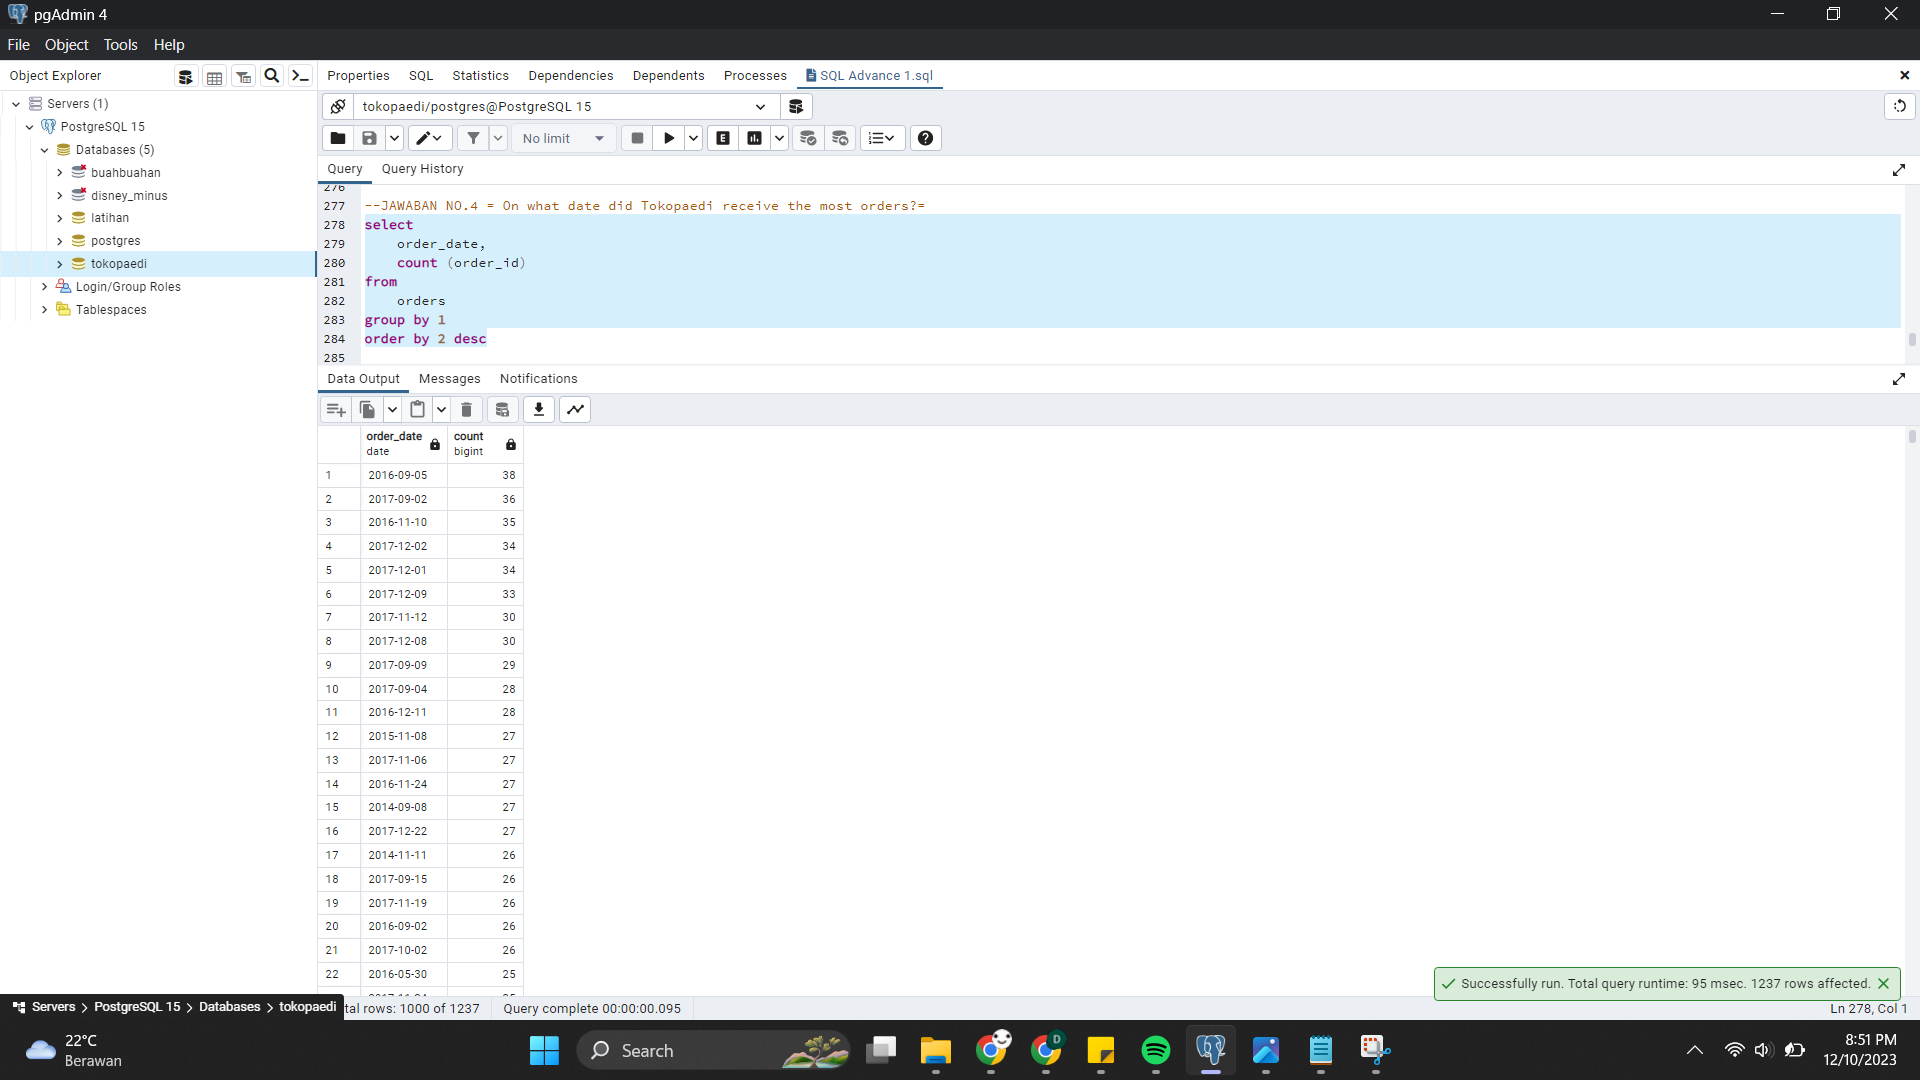 pgAdmin 4
File Object Tools Help
Object Explorer
Properties SQL Statistics Dependencies Dependents Processes SQL Advance 1.sql
Servers (1)
PostgreSQL 15
Databases (5)
buahbuahan
disney_minus
latihan
postgres
tokopaedi
Login/Group Roles
Tablespaces
tokopaedi/postgres@PostgreSQL 15
No limit
E
Query Query History
276
277 --JAWABAN NO.4 = On what date did Tokopaedi receive the most orders?=
278 select
279 order_date,
280 count (order_id)
281 from
282 orders
283 group by 1
284 order by 2 desc
285
Data Output Messages Notifications
order_date date count bigint
1 2016-09-05 38
2 2017-09-02 36
3 2016-11-10 35
4 2017-12-02 34
5 2017-12-01 34
6 2017-12-09 33
7 2017-11-12 30
8 2017-12-08 30
9 2017-09-09 29
10 2017-09-04 28
11 2016-12-11 28
12 2015-11-08 27
13 2017-11-06 27
14 2016-11-24 27
15 2014-09-08 27
16 2017-12-22 27
17 2014-11-11 26
18 2017-09-15 26
19 2017-11-19 26
20 2016-09-02 26
21 2017-10-02 26
22 2016-05-30 25
Successfully run. Total query runtime: 95 msec. 1237 rows affected.
Servers > PostgreSQL 15 > Databases > tokopaedi
tal rows: 1000 of 1237 Query complete 00:00:00.095
Ln 278, Col 1
22°C
Berawan
Search
D
8:51 PM
12/10/2023